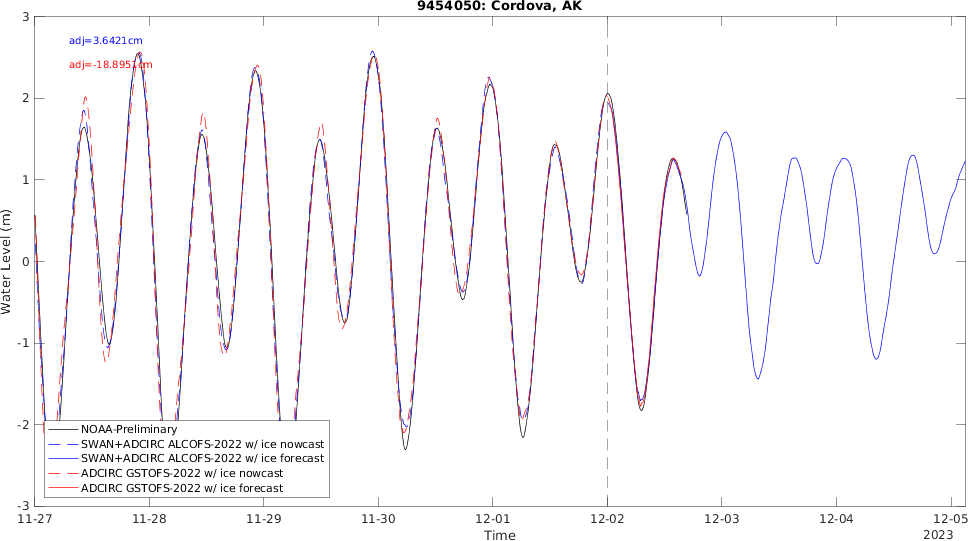 9454050: Cordova, AK
adj=3.6421cm
adj=-18.8951cm
3
2
1
0
-1
-2
-3
Water Level (m)
NOAA-Preliminary
SWAN+ADCIRC ALCOFS-2022 w/ ice nowcast
SWAN+ADCIRC ALCOFS-2022 w/ ice forecast
ADCIRC GSTOFS-2022 w/ ice nowcast
ADCIRC GSTOFS-2022 w/ ice forecast
11-27 11-28 11-29 11-30 12-01 12-02 12-03 12-04 12-05
Time
2023